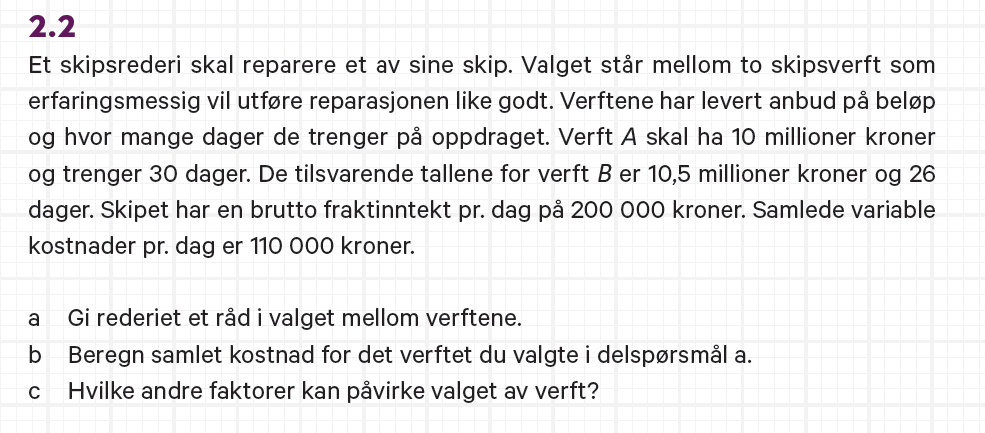 2.2
Et skipsrederi skal reparere et av sine skip. Valget står mellom to skipsverft som
erfaringsmessig vil utføre reparasjonen like godt. Verftene har levert anbud på beløp
og hvor mange dager de trenger på oppdraget. Verft A skal ha 10 millioner kroner
og trenger 30 dager. De tilsvarende tallene for verft B er 10,5 millioner kroner og 26
dager. Skipet har en brutto fraktinntekt pr. dag på 200 000 kroner. Samlede variable
kostnader pr. dag er 110 000 kroner.
a Gi rederiet et råd i valget mellom verftene.
b Beregn samlet kostnad for det verftet du valgte i delspørsmål a.
c Hvilke andre faktorer kan påvirke valget av verft?